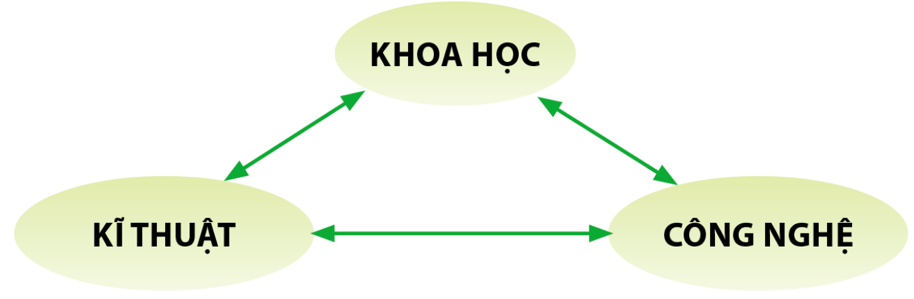 KHOA HỌC
KĨ THUẬT
CÔNG NGHỆ